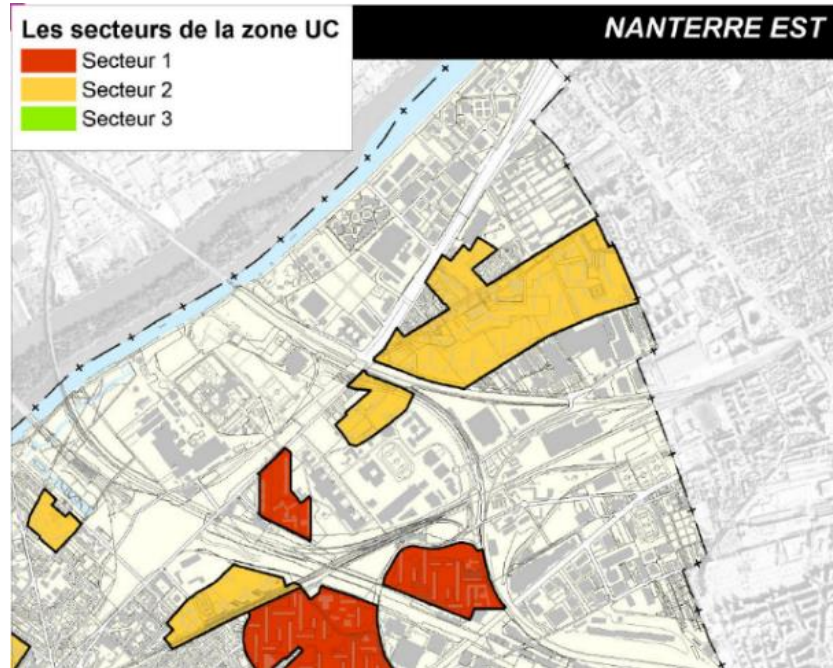 Les secteurs de la zone UC
NANTERRE EST
Secteur 1
Secteur 2
Secteur 3